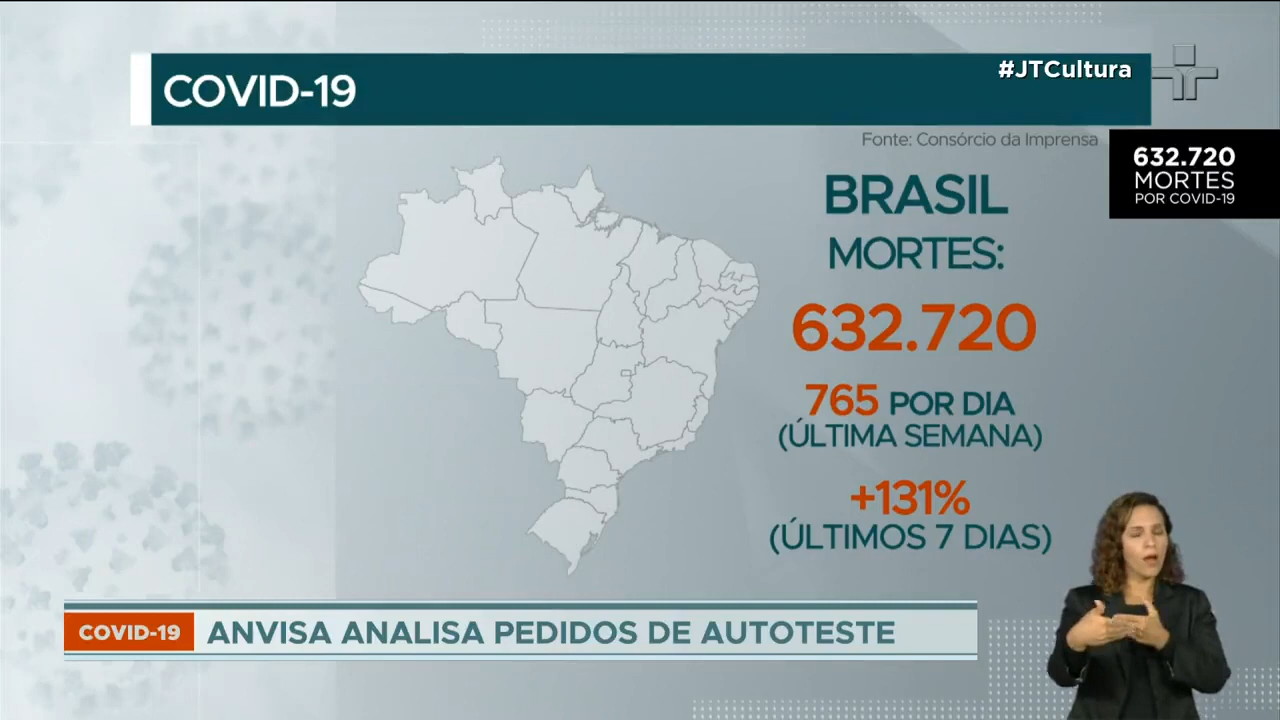 COVID-19
#JTCultura
Fonte: Consórcio da Imprensa
632.720
MORTES
POR COVID-19
BRASIL
MORTES:
632.720
765 POR DIA
(ÚLTIMA SEMANA)
+131%
(ÚLTIMOS 7 DIAS)
COVID-19 ANVISA ANALISA PEDIDOS DE AUTOTESTE